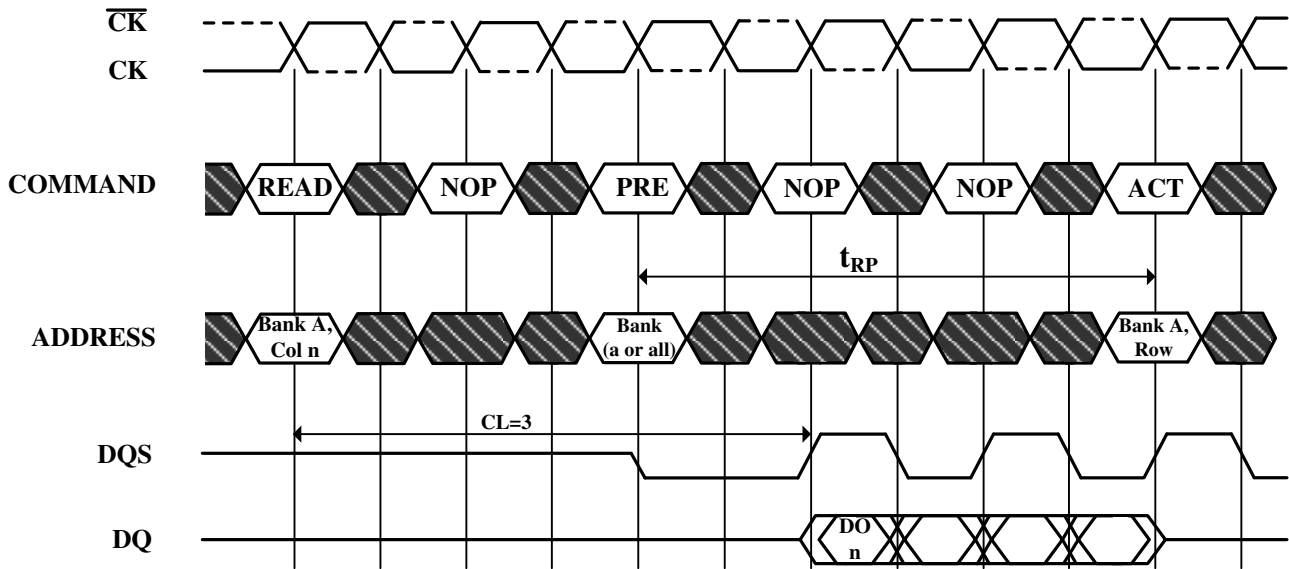 CK
CK
COMMAND
READ
NOP
PRE
NOP
NOP
ACT
tRP
ADDRESS
Bank A,
Col n
Bank
(a or all)
Bank A,
Row
CL=3
DQS
DQ
DO
n